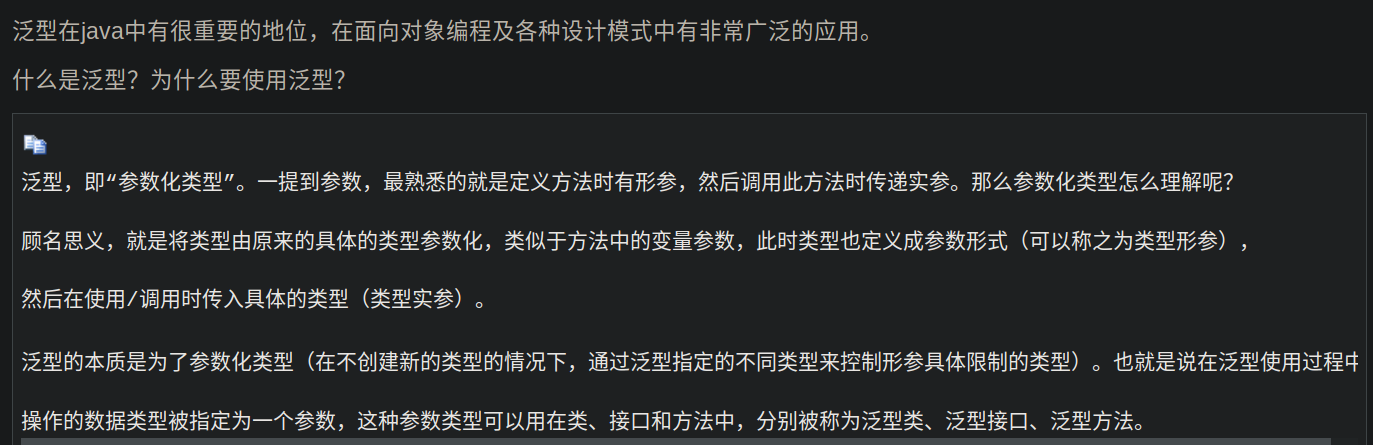 泛型在java中有很重要的地位，在面向对象编程及各种设计模式中有非常广泛的应用。
什么是泛型？为什么要使用泛型？
泛型，即“参数化类型”。一提到参数，最熟悉的就是定义方法时有形参，然后调用此方法时传递实参。那么参数化类型怎么理解呢？
顾名思义，就是将类型由原来的具体的类型参数化，类似于方法中的变量参数，此时类型也定义成参数形式（可以称之为类型形参），
然后在使用/调用时传入具体的类型（类型实参）。
泛型的本质是为了参数化类型（在不创建新的类型的情况下，通过泛型指定的不同类型来控制形参具体限制的类型）。也就是说在泛型使用过程中
操作的数据类型被指定为一个参数，这种参数类型可以用在类、接口和方法中，分别被称为泛型类、泛型接口、泛型方法。